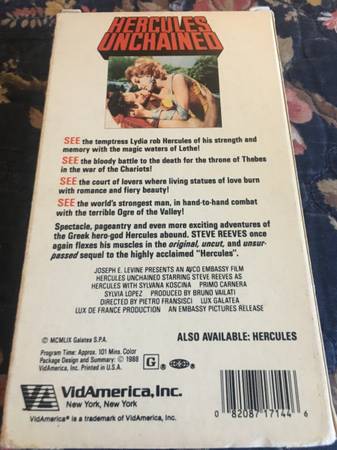 HERCULES
UNCHAINED
SEE the temptress Lydia rob Hercules of his strength and
memory with the magic waters of Lethe!
SEE the bloody battle to the death for the throne of Thebes
in the war of the Chariots!
SEE the court of lovers where living statues of love burn
with romance and fiery beauty!
SEE the world's strongest man, in hand-to-hand combat
with the terrible Ogre of the Valley!
Spectacle, pageantry and even more exciting adventures of
the Greek hero-god Hercules abound. STEVE REEVES once
again flexes his muscles in the original, uncut, and unsur-
passed sequel to the highly acclaimed "Hercules".
JOSEPH E. LEVINE PRESENTS AN AVCO EMBASSY FILM
HERCULES UNCHAINED STARRING STEVE REEVES AS
HERCULES WITH SYLVANA KOSCINA PRIMO CARNERA
SYLVIA LOPEZ PRODUCED BY BRUNO VAILATI
DIRECTED BY PIETRO FRANSISCI LUX GALATEA
LUX DE FRANCE PRODUCTION AN EMBASSY PICTURES RELEASE
© MCMLIX Galatea S.P.A.
ALSO AVAILABLE: HERCULES
Program Time: Approx. 101 Mins. Color
Package Design and Summary: © 1988
VidAmerica, Inc. Printed in U.S.A.
G ®
VidAmerica, Inc.
New York, New York
VidAmerica® is a trademark of VidAmerica, Inc.
0 82087 17144 6